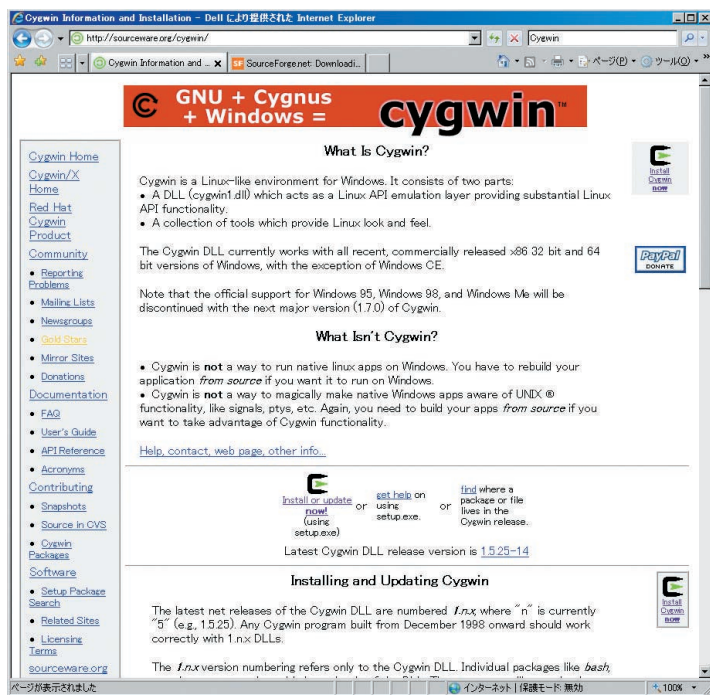 Cygwin Information and Installation - Dell により提供された Internet Explorer
http://sourceware.org/cygwin/
Cygwin
Cygwin Information and ...
SF SourceForge.net: Downloadi...
ページ(P)
ツール(O)
C GNU + Cygnus
+ Windows =
cygwin™
Cygwin Home
Cygwin/X
Home
Red Hat
Cygwin
Product
Community
• Reporting
Problems
• Mailing Lists
• Newsgroups
• Gold Stars
• Mirror Sites
• Donations
Documentation
• FAQ
• User's Guide
• API Reference
• Acronyms
Contributing
• Snapshots
• Source in CVS
• Cygwin
Packages
Software
• Setup Package
Search
• Related Sites
• Licensing
Terms
sourceware.org
What Is Cygwin?
Cygwin is a Linux-like environment for Windows. It consists of two parts:
• A DLL (cygwin1.dll) which acts as a Linux API emulation layer providing substantial Linux
API functionality.
• A collection of tools which provide Linux look and feel.
The Cygwin DLL currently works with all recent, commercially released x86 32 bit and 64
bit versions of Windows, with the exception of Windows CE.
Note that the official support for Windows 95, Windows 98, and Windows Me will be
discontinued with the next major version (1.7.0) of Cygwin.
What Isn't Cygwin?
• Cygwin is not a way to run native linux apps on Windows. You have to rebuild your
application from source if you want it to run on Windows.
• Cygwin is not a way to magically make native Windows apps aware of UNIX ®
functionality, like signals, ptys, etc. Again, you need to build your apps from source if you
want to take advantage of Cygwin functionality.
Help, contact, web page, other info...
Install or update
now!
(using
setup.exe)
or
get help on
using
setup.exe.
or
find where a
package or file
lives in the
Cygwin release.
Latest Cygwin DLL release version is 1.5.25-14
Installing and Updating Cygwin
The latest net releases of the Cygwin DLL are numbered 1.n.x, where "n" is currently
"5" (e.g., 1.5.25). Any Cygwin program built from December 1998 onward should work
correctly with 1.n.x DLLs.
The 1.n.x version numbering refers only to the Cygwin DLL. Individual packages like bash,
Install
Cygwin
now
PayPal
DONATE
Install
Cygwin
now
ページが表示されました
インターネット | 保護モード: 無効
100%